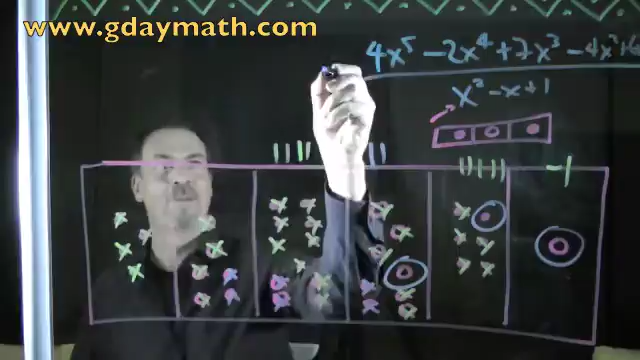 www.gdaymath.com
4x⁵ - 2x⁴ + 7x³ - 4x²+6
x² - x + 1